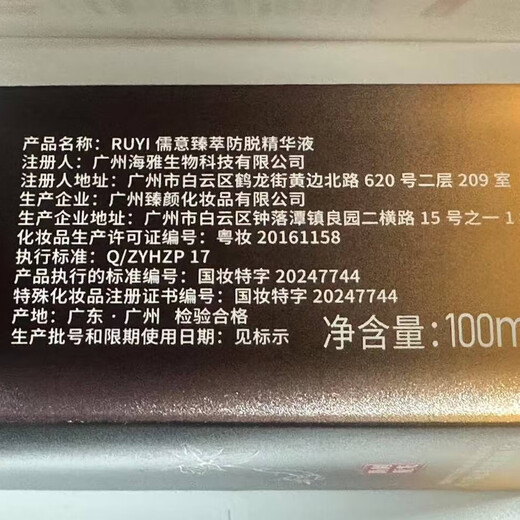 产品名称：RUYI 儒意臻萃防脱精华液
注册人：广州海雅生物科技有限公司
注册人地址：广州市白云区鹤龙街黄边北路 620 号二层 209 室
生产企业：广州臻颜化妆品有限公司
生产企业地址：广州市白云区钟落潭镇良园二横路 15 号之一 1
化妆品生产许可证编号：粤妆 20161158
执行标准：Q/ZYHZP 17
产品执行的标准编号：国妆特字 20247744
特殊化妆品注册证书编号：国妆特字 20247744
产地：广东·广州 检验合格
生产批号和限期使用日期：见标示
净含量：100m